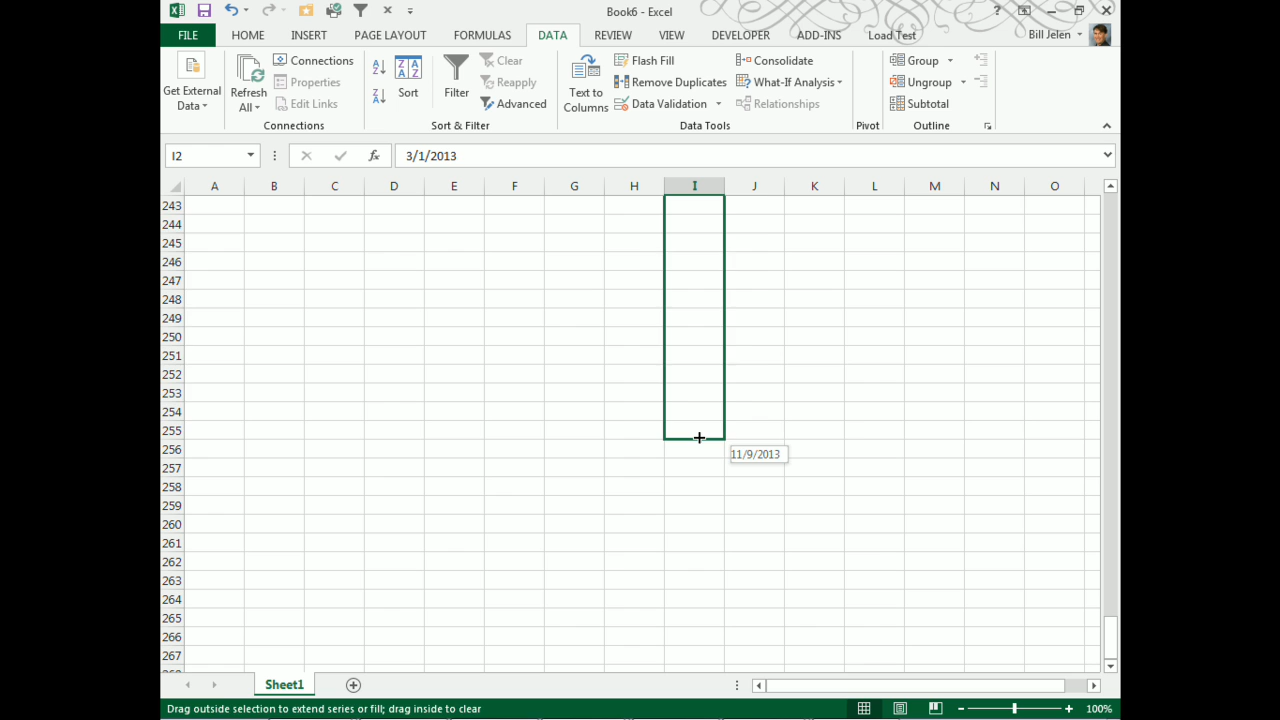 Book6 - Excel
?
FILE HOME INSERT PAGE LAYOUT FORMULAS DATA REVIEW VIEW DEVELOPER ADD-INS Load Test Bill Jelen
Get External Data
Refresh All
Connections
Properties
Edit Links
Connections
Sort
Filter
Clear
Reapply
Advanced
Sort & Filter
Text to Columns
Flash Fill
Remove Duplicates
Data Validation
Consolidate
What-If Analysis
Relationships
Data Tools
Pivot
Group
Ungroup
Subtotal
Outline
I2 fx 3/1/2013
A B C D E F G H I J K L M N O
243
244
245
246
247
248
249
250
251
252
253
254
255
256
11/9/2013
257
258
259
260
261
262
263
264
265
266
267
Sheet1
Drag outside selection to extend series or fill; drag inside to clear
100%